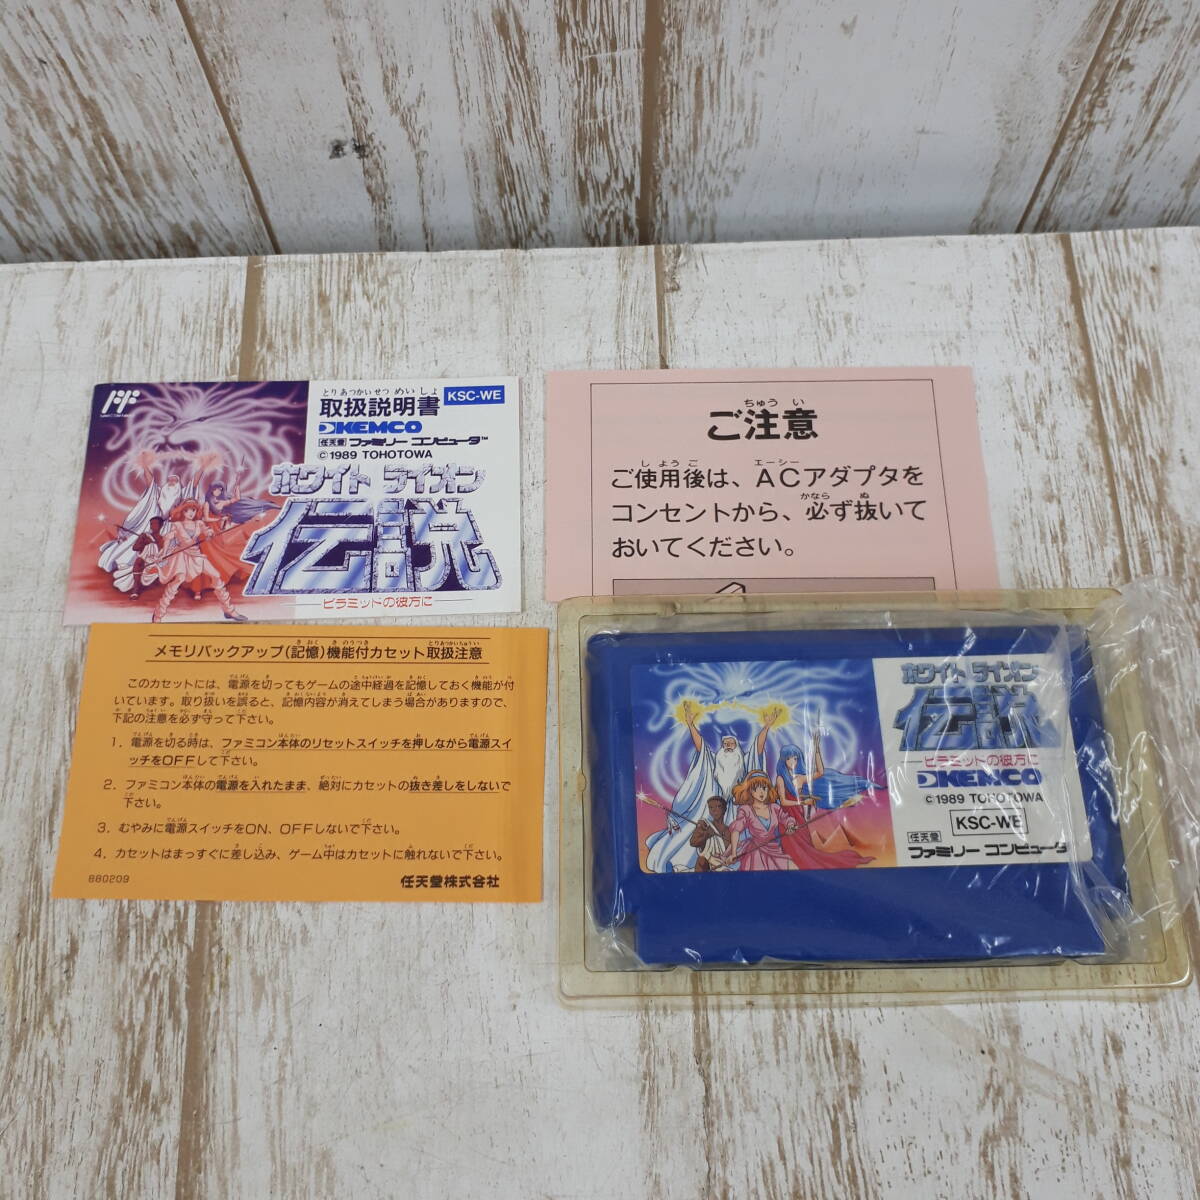 FF
とりあつかいせつめいしょ
取扱説明書
KSC-WE
KEMCO
任天堂 ファミリーコンピュータ™
©1989 TOHOTOWA
ホワイト ライオン
伝説
ピラミッドの彼方に
ちゅうい
ご注意
しようご エーシー
ご使用後は、ACアダプタを
かなら ぬ
コンセントから、必ず抜いて
おいてください。
メモリバックアップ(記憶)機能付カセット取扱注意
このカセットには、電源を切ってもゲームの途中経過を記憶しておく機能が付
いています。取り扱いを誤ると、記憶内容が消えてしまう場合がありますので、
下記の注意を必ず守って下さい。
1. 電源を切る時は、ファミコン本体のリセットスイッチを押しながら電源スイ
ッチをOFFして下さい。
2. ファミコン本体の電源を入れたまま、絶対にカセットの抜き差しをしないで
下さい。
3. むやみに電源スイッチをON、OFFしないで下さい。
4. カセットはまっすぐに差し込み、ゲーム中はカセットに触れないで下さい。
880209
任天堂株式会社
ホワイト ライオン
伝説
ピラミッドの彼方に
KEMCO
©1989 TOHOTOWA
KSC-WE
任天堂
ファミリー コンピュータ